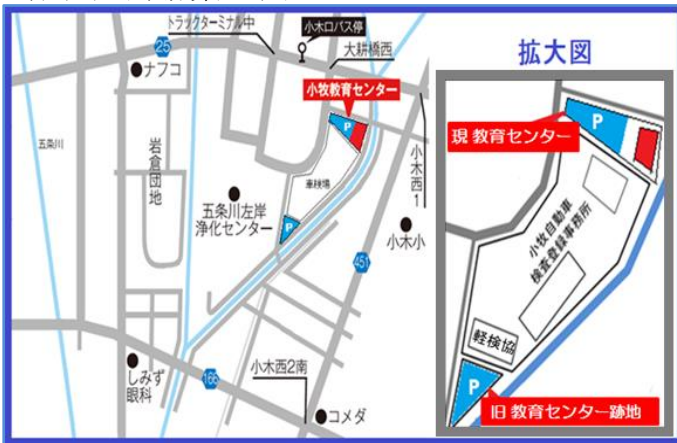 トラックターミナル中
小木口バス停
大耕橋西
25
ナフコ
小牧教育センター
P
五条川
岩倉団地
車検場
小木西1
五条川左岸
浄化センター
P
小木小
451
小木西2南
166
しみず
眼科
コメダ
拡大図
P
現 教育センター
小牧自動車
検査登録事務所
軽検協
P
旧 教育センター跡地